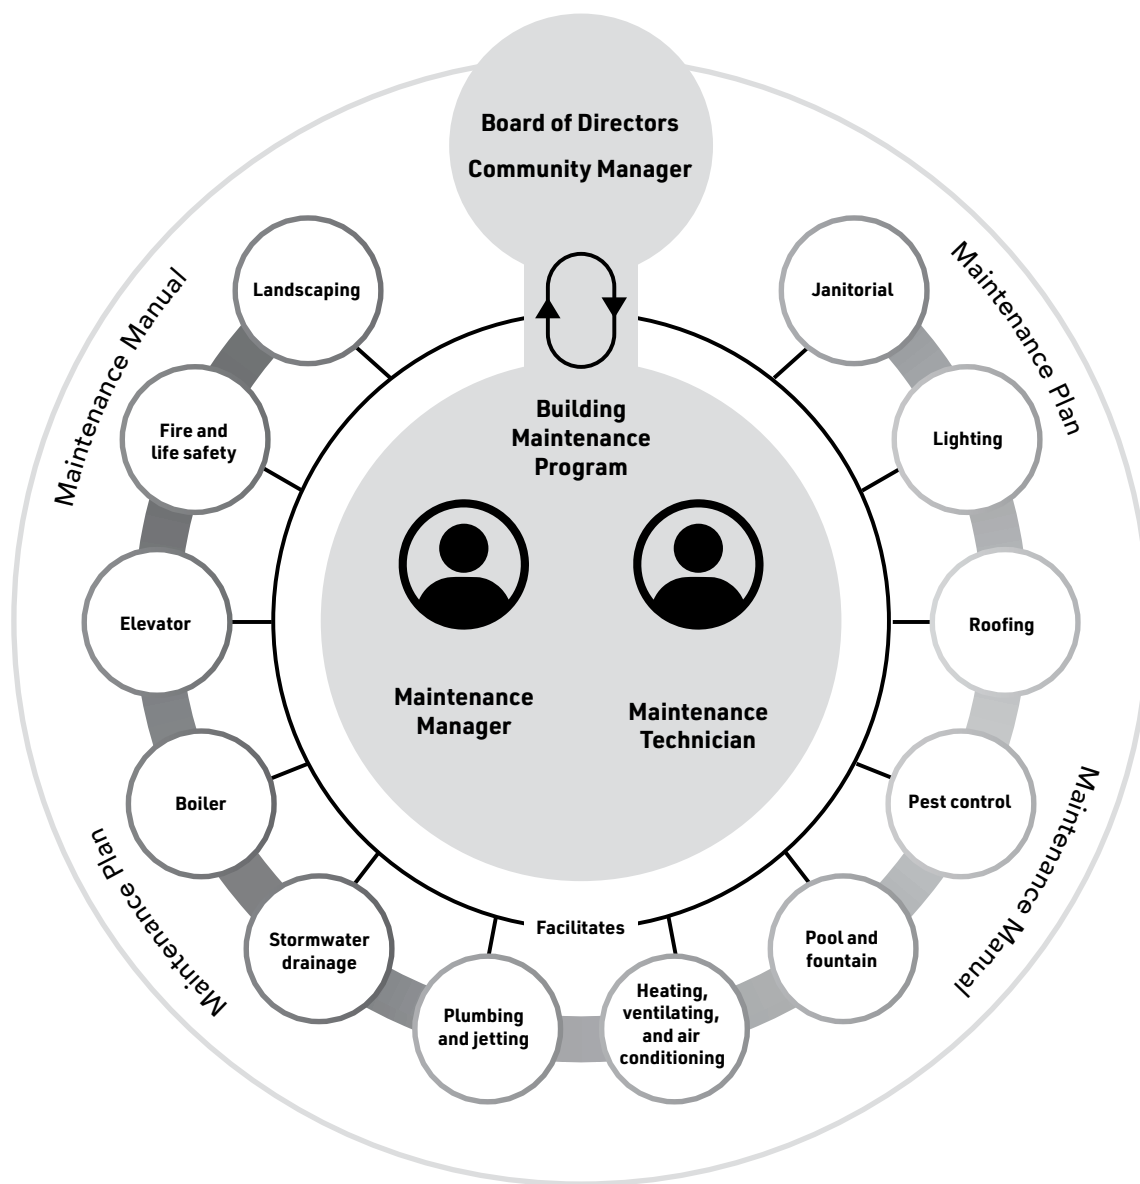 Board of Directors
Community Manager
Landscaping
Janitorial
Maintenance Manual
Maintenance Plan
Building
Maintenance
Program
Fire and
life safety
Lighting
Elevator
Roofing
Maintenance
Manager
Maintenance
Technician
Boiler
Pest control
Maintenance Plan
Maintenance Manual
Facilitates
Stormwater
drainage
Pool and
fountain
Plumbing
and jetting
Heating,
ventilating,
and air
conditioning